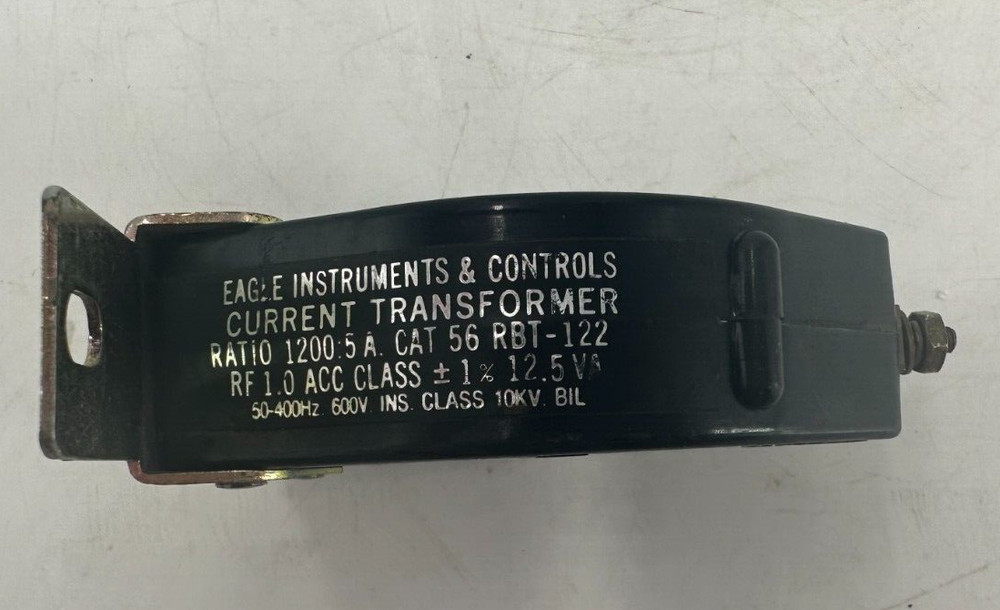 EAGLE INSTRUMENTS & CONTROLS
CURRENT TRANSFORMER
RATIO 1200:5 A. CAT 56 RBT-122
RF 1.0 ACC CLASS ± 1 % 12.5 VA
50-400Hz. 600V. INS. CLASS 10KV. BIL